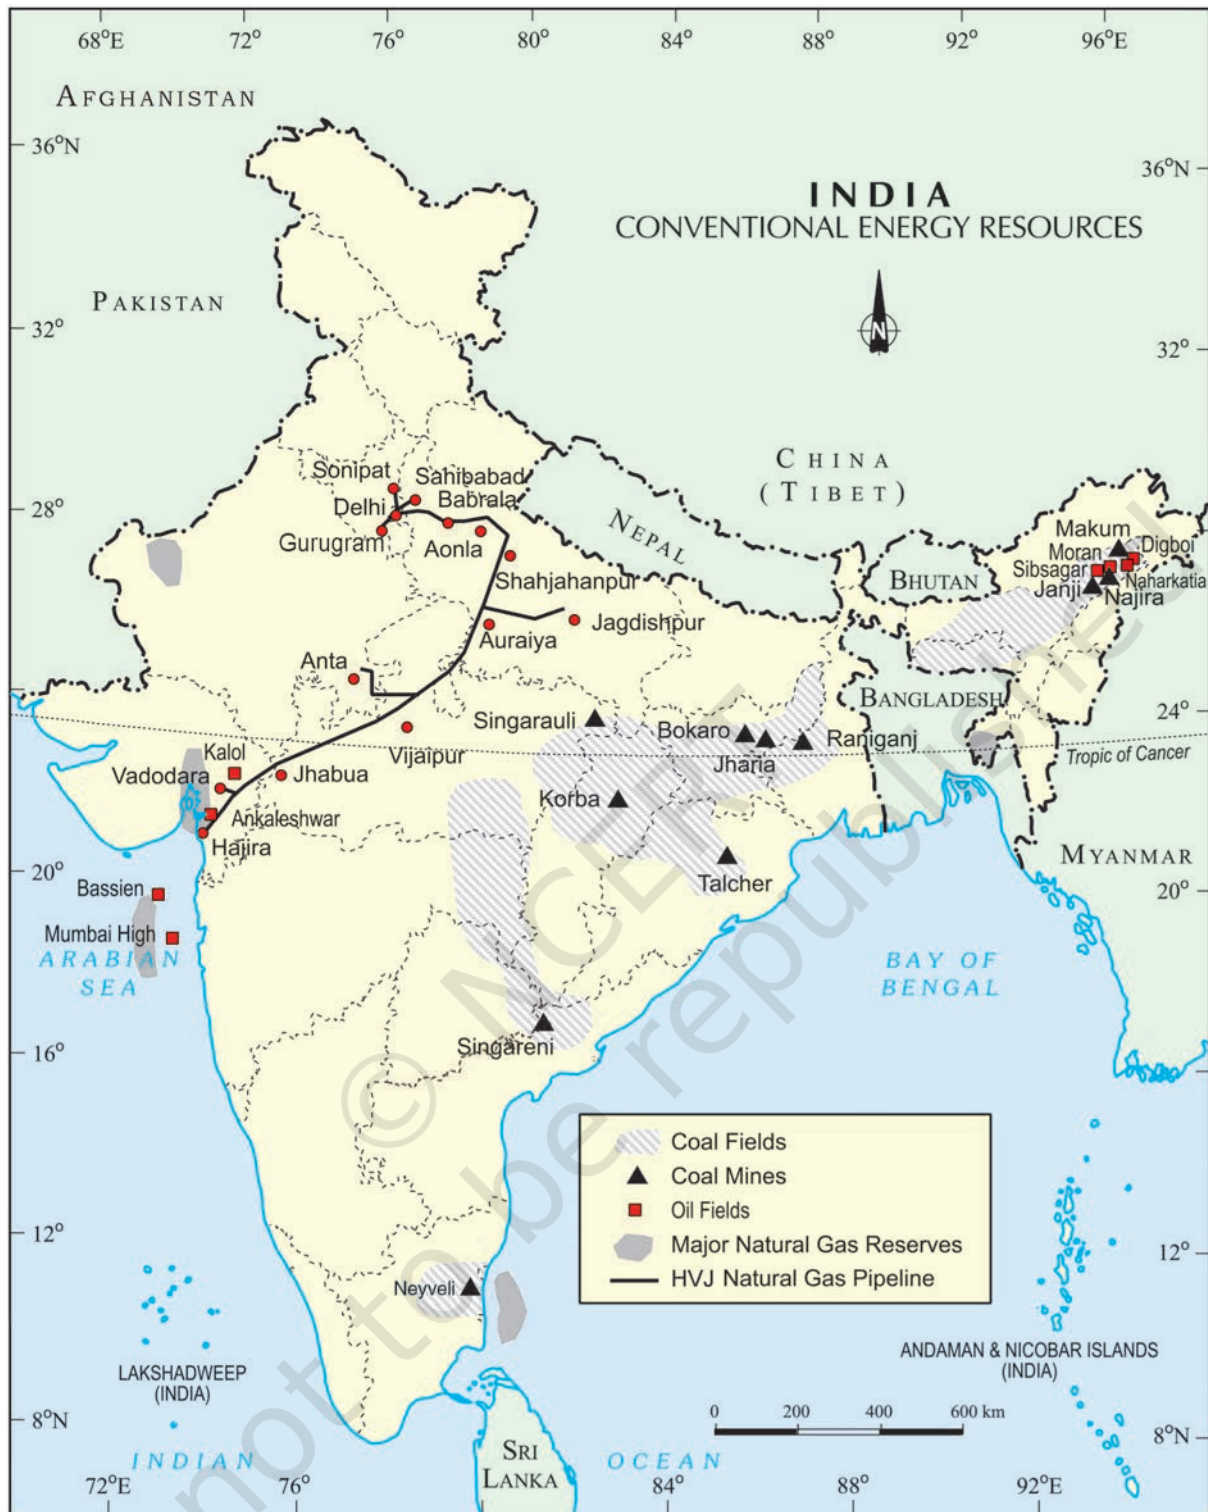 68°E
72°
76°
80°
84°
88°
92°
96°E
AFGHANISTAN
36°N
36°N
INDIA
CONVENTIONAL ENERGY RESOURCES
PAKISTAN
N
32°
32°
CHINA
(TIBET)
Sonipat
Sahibabad
Delhi
Babrala
28°
28°
Gurugram
Aonla
NEPAL
Makum
Moran
Digboi
Sibsagar
Naharkatia
Janji
Najira
BHUTAN
Shahjahanpur
Auraiya
Jagdishpur
Anta
BANGLADESH
24°
Singarauli
Bokaro
Raniganj
Jharia
Tropic of Cancer
Vijaipur
Kalol
Vadodara
Jhabua
Korba
Ankaleshwar
Hajira
MYANMAR
20°
20°
Talcher
Bassien
Mumbai High
ARABIAN
SEA
BAY OF
BENGAL
Singareni
16°
© NCERT
not to be republished
Coal Fields
Coal Mines
Oil Fields
Major Natural Gas Reserves
HVJ Natural Gas Pipeline
12°
12°
Neyveli
LAKSHADWEEP
(INDIA)
ANDAMAN & NICOBAR ISLANDS
(INDIA)
0 200 400 600 km
8°N
8°N
INDIAN
OCEAN
SRI
LANKA
72°E
76°
84°
88°
92°E